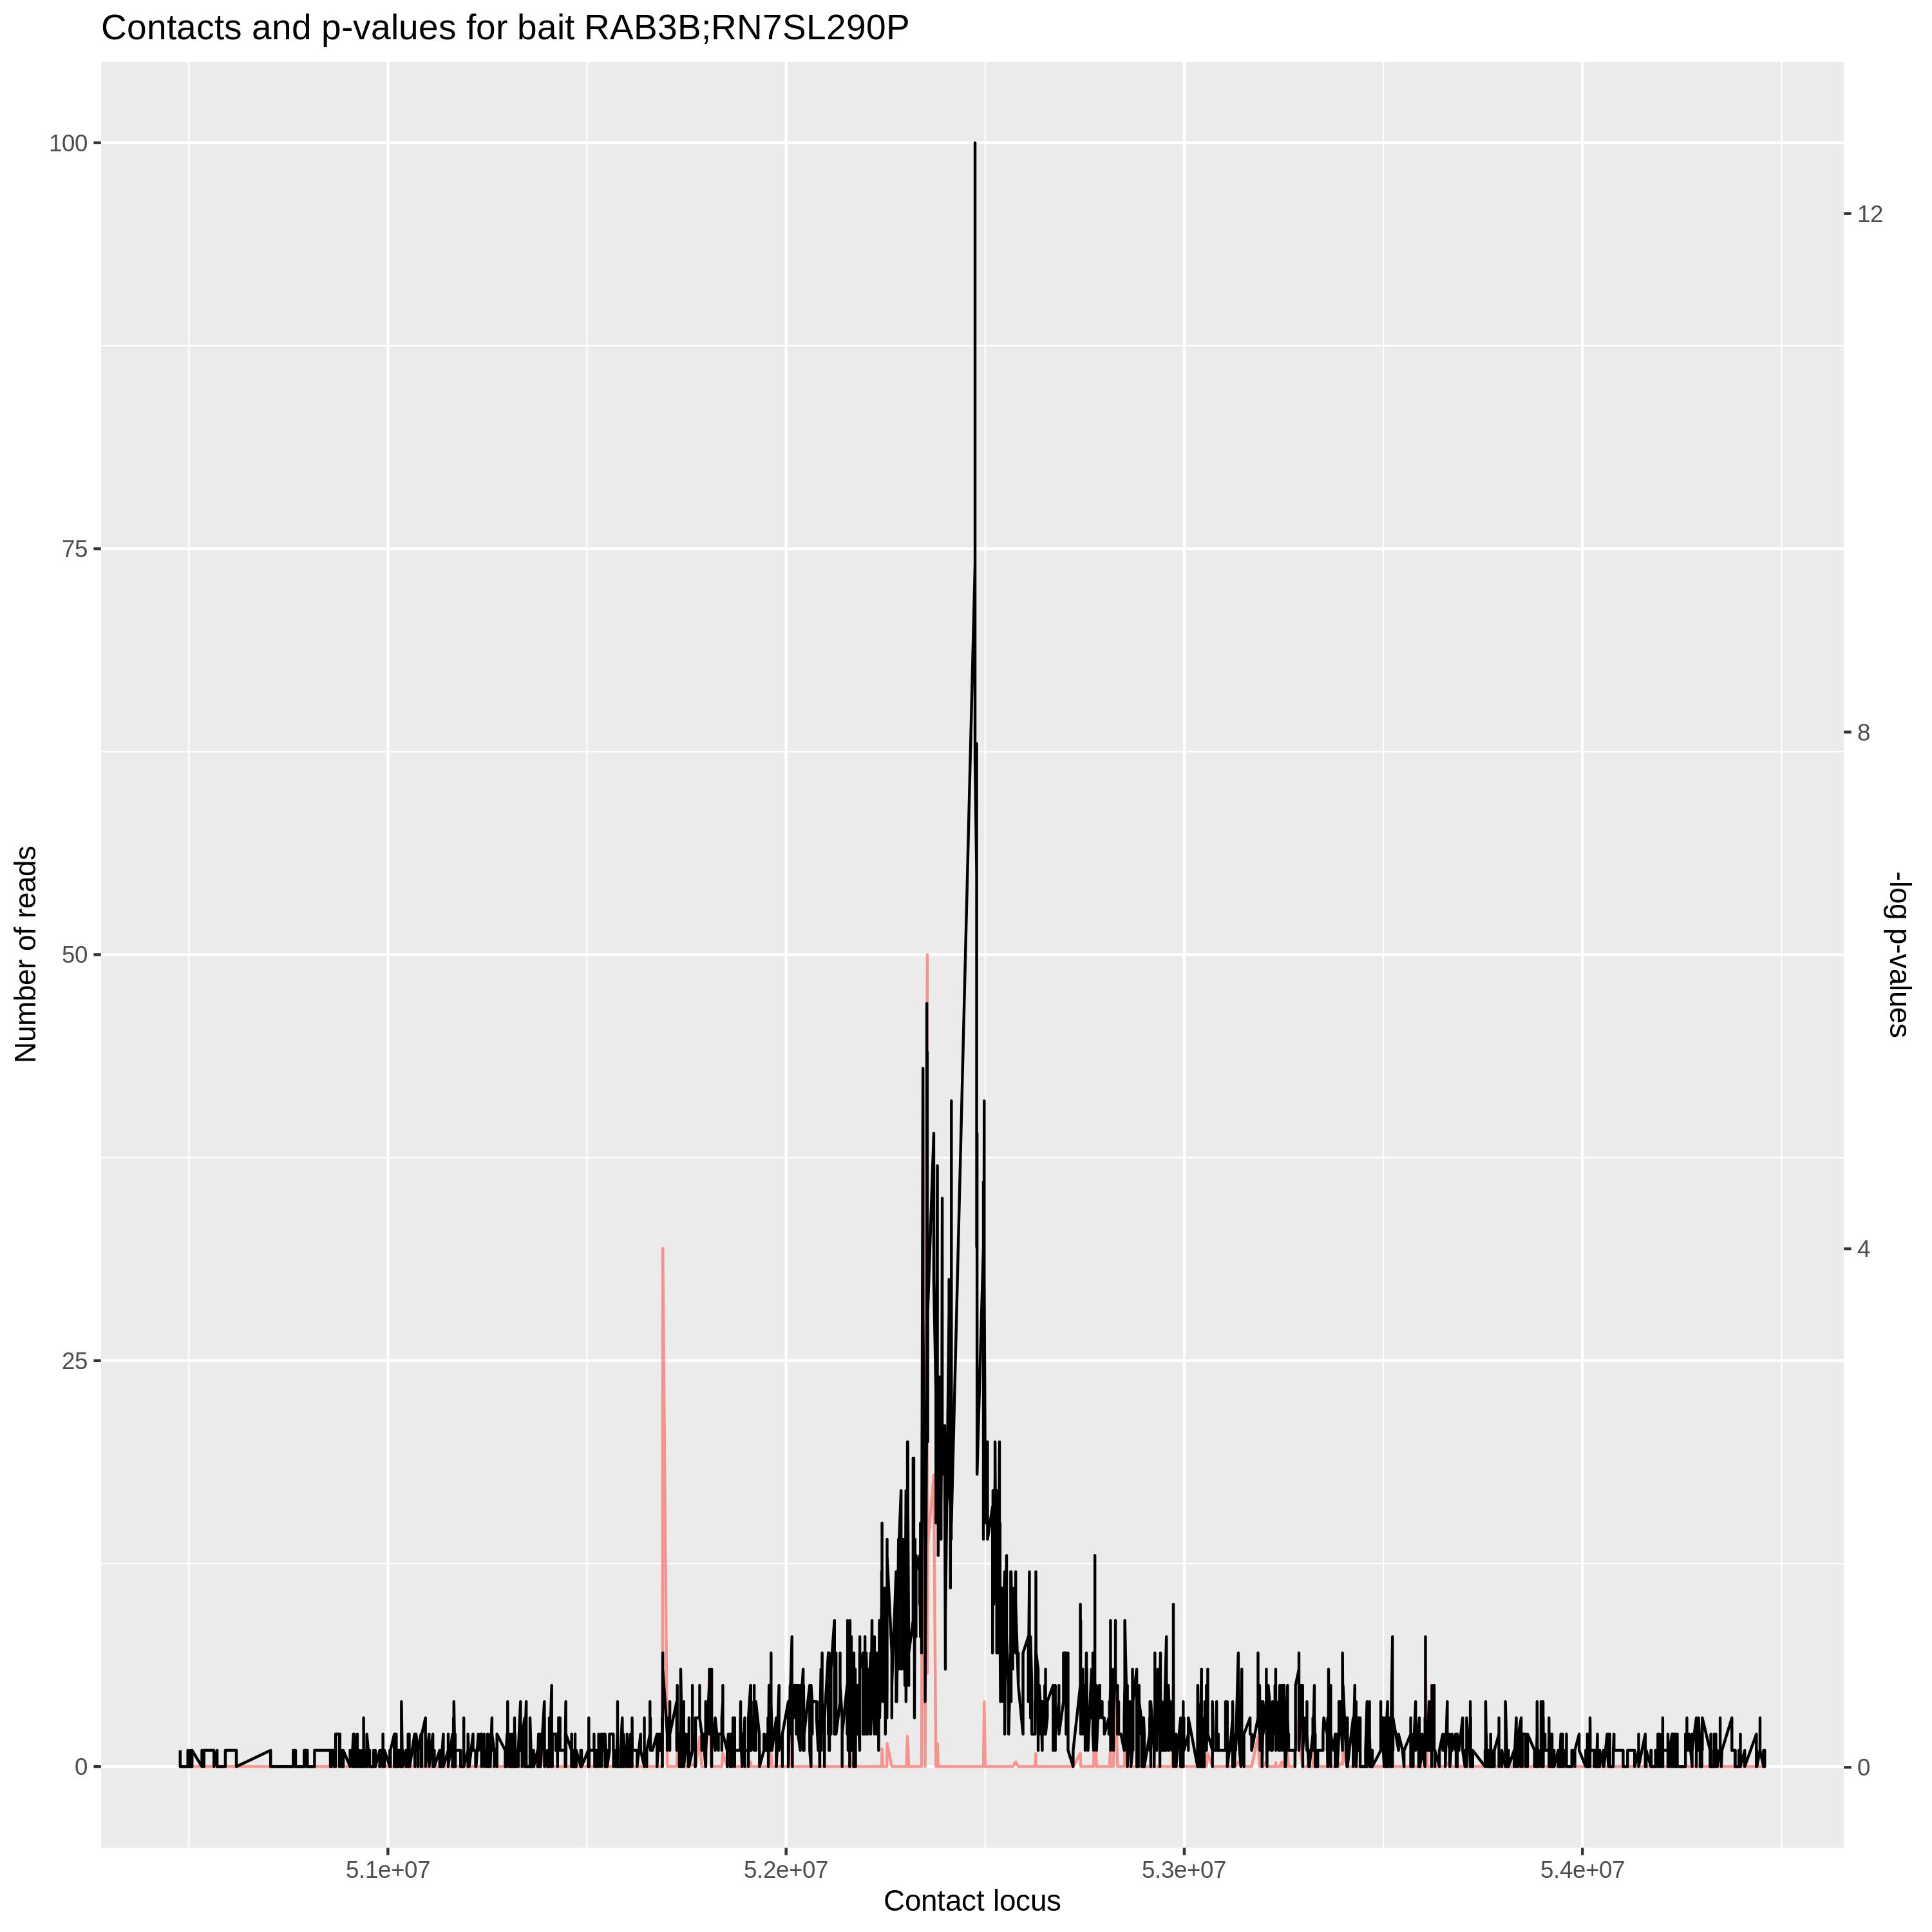 Contacts and p-values for bait RAB3B;RN7SL290P
100
75
50
25
0
12
8
4
0
Number of reads
-log p-values
5.1e+07
5.2e+07
5.3e+07
5.4e+07
Contact locus